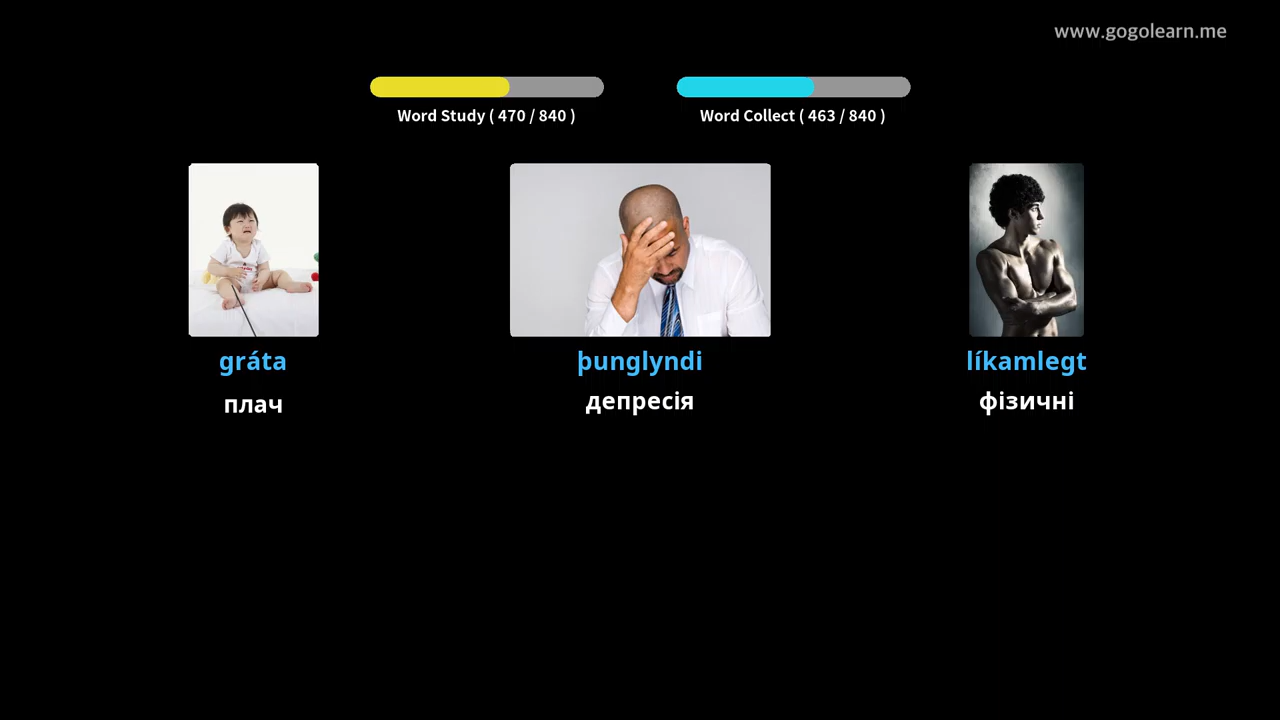 www.gogolearn.me
Word Study ( 470 / 840 )
Word Collect ( 463 / 840 )
gráta
þunglyndi
líkamlegt
плач
депресія
фізичні